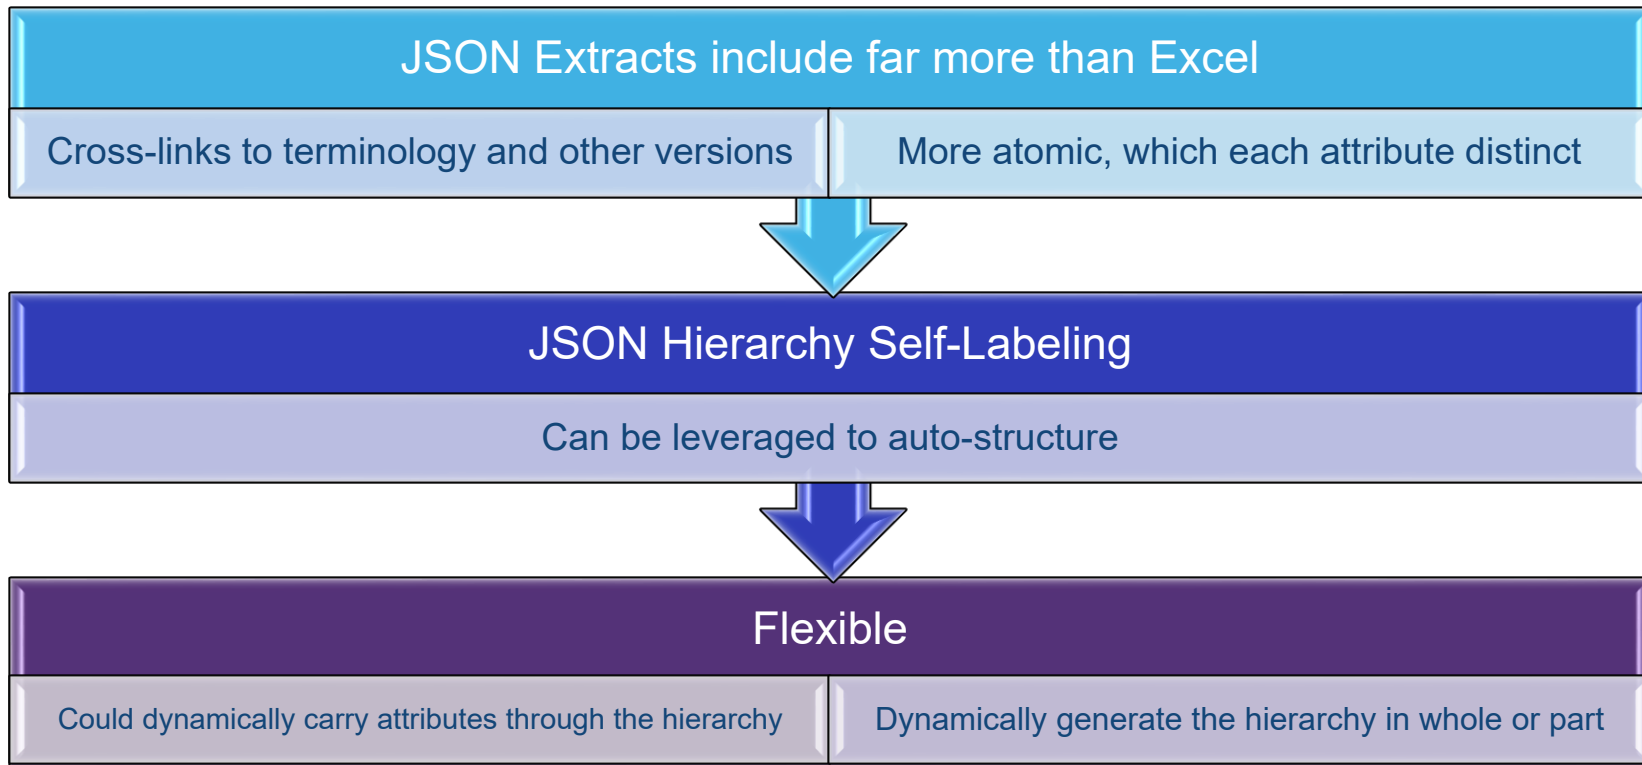 JSON Extracts include far more than Excel
Cross-links to terminology and other versions
More atomic, which each attribute distinct
JSON Hierarchy Self-Labeling
Can be leveraged to auto-structure
Flexible
Could dynamically carry attributes through the hierarchy
Dynamically generate the hierarchy in whole or part